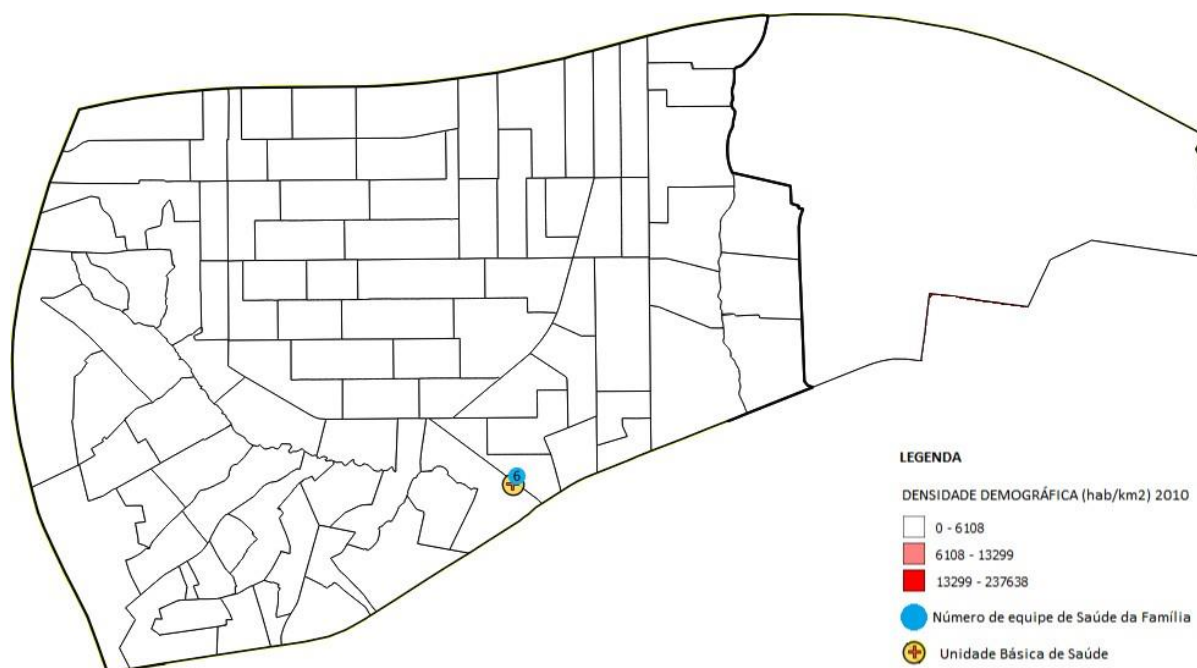 6
LEGENDA
DENSIDADE DEMOGRÁFICA (hab/km2) 2010
0 - 6108
6108 - 13299
13299 - 237638
Número de equipe de Saúde da Família
Unidade Básica de Saúde